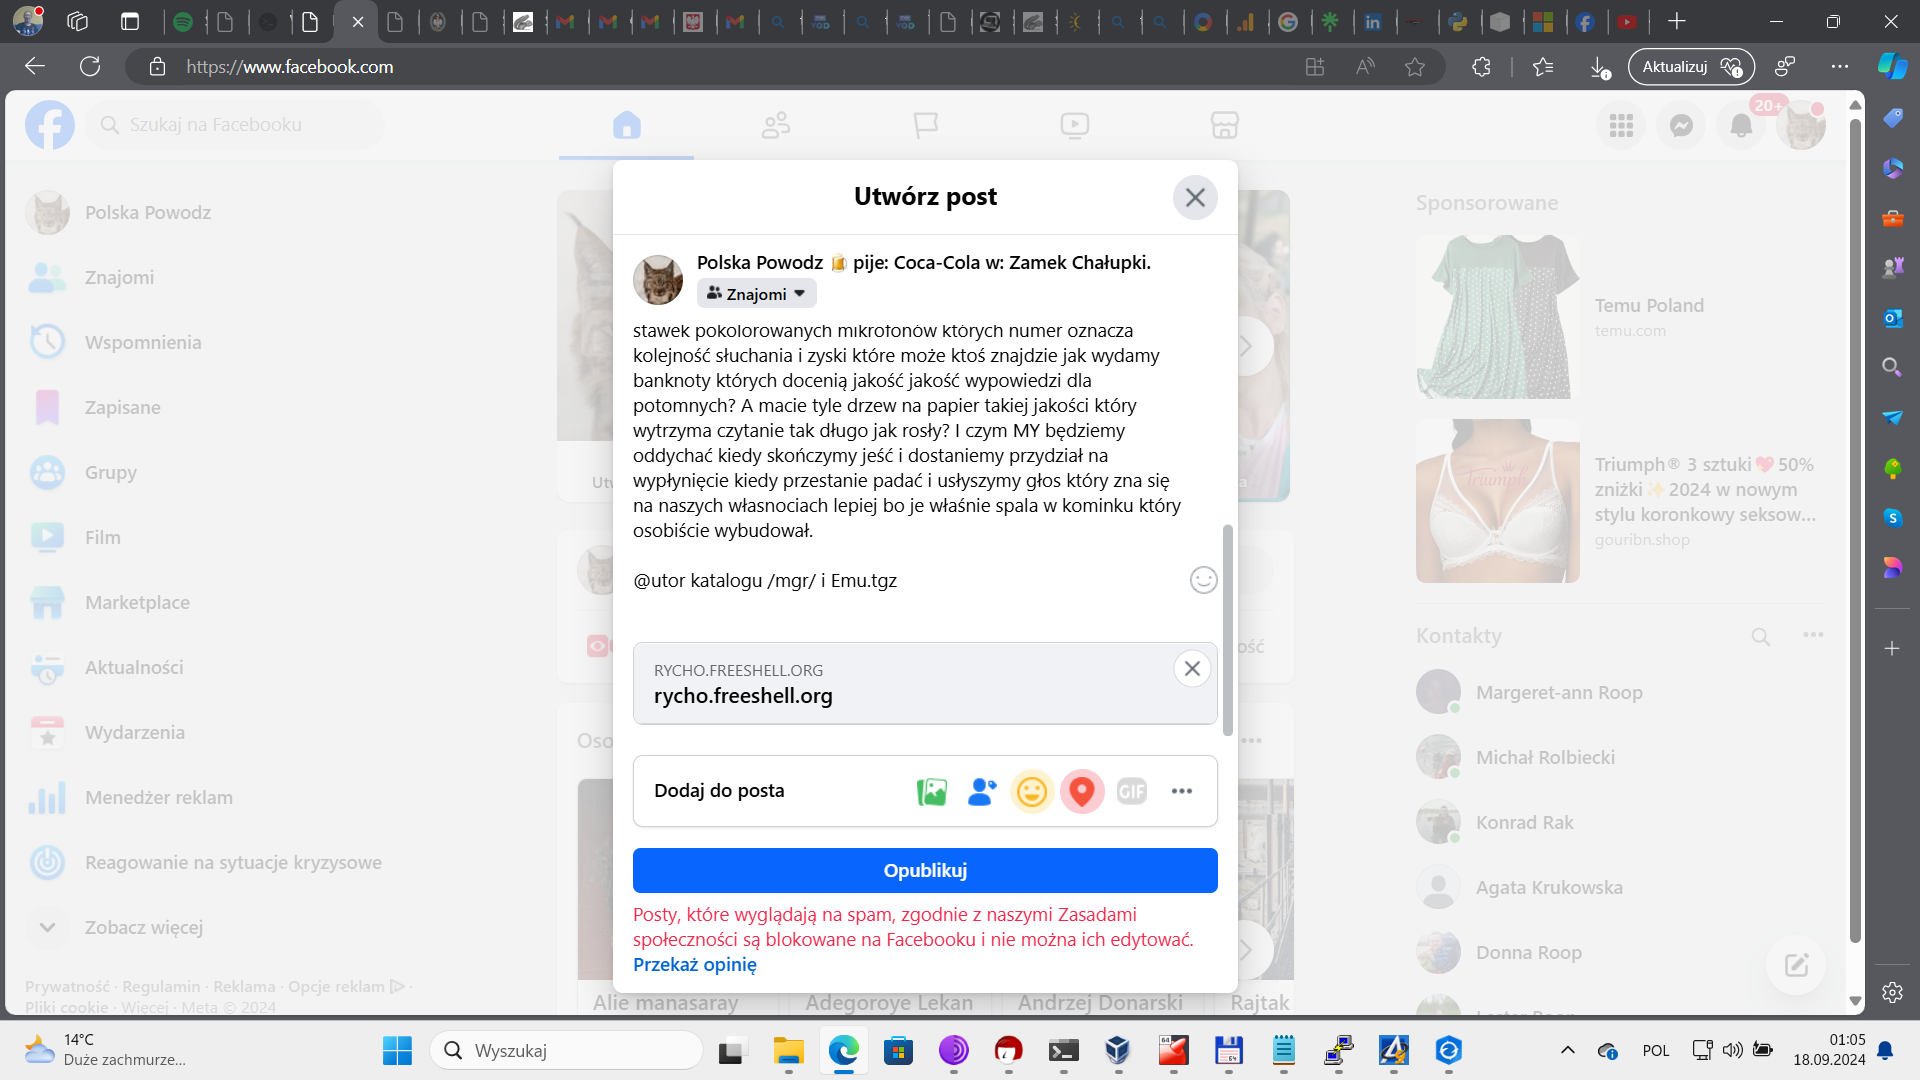 https://www.facebook.com
Aktualizuj
Szukaj na Facebooku
20+
Polska Powodz
Znajomi
Wspomnienia
Zapisane
Grupy
Film
Marketplace
Wydarzenia
Aktualności
Menedżer reklam
Reagowanie na sytuacje kryzysowe
Zobacz więcej
Prywatność · Regulamin · Reklama · Opcje reklam ·
Pliki cookie · Więcej · Meta © 2024
Utwórz post
Polska Powodz 🍺 pije: Coca-Cola w: Zamek Chałupki.
Znajomi
stawek pokolorowanych mikrofonów których numer oznacza
kolejność słuchania i zyski które może ktoś znajdzie jak wydamy
banknoty których docenią jakość jakość wypowiedzi dla
potomnych? A macie tyle drzew na papier takiej jakości który
wytrzyma czytanie tak długo jak rosły? I czym MY będziemy
oddychać kiedy skończymy jeść i dostaniemy przydział na
wypłynięcie kiedy przestanie padać i usłyszymy głos który zna się
na naszych własnociach lepiej bo je właśnie spala w kominku który
osobiście wybudował.
@utor katalogu /mgr/ i Emu.tgz
RYCHO.FREESHELL.ORG
rycho.freeshell.org
Dodaj do posta
GIF
Opublikuj
Posty, które wyglądają na spam, zgodnie z naszymi Zasadami
społeczności są blokowane na Facebooku i nie można ich edytować.
Przekaż opinię
Alie manasaray
Adegoroye Lekan
Andrzej Donarski
Rajtak
Sponsorowane
Temu Poland
temu.com
Triumph
Triumph® 3 sztuki💖50%
zniżki✨2024 w nowym
stylu koronkowy seksow...
gouribn.shop
Kontakty
Margeret-ann Roop
Michał Rolbiecki
Konrad Rak
Agata Krukowska
Donna Roop
14°C
Duże zachmurze...
Wyszukaj
POL
01:05
18.09.2024